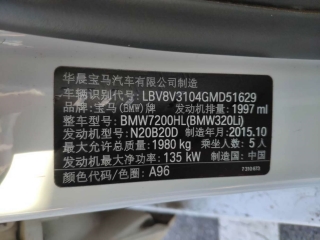 华晨宝马汽车有限公司制造
车辆识别代号: LBV8V3104GMD51629
品牌: 宝马(BMW)牌 发动机排量: 1997 ml
整车型号: BMW7200HL(BMW320Li)
发动机型号: N20B20D 制造年月: 2015.10
最大允许总质量: 1980 kg 乘坐人数: 5 人
发动机最大净功率: 135 kW 制造国: 中国
颜色代码/色圈: A96